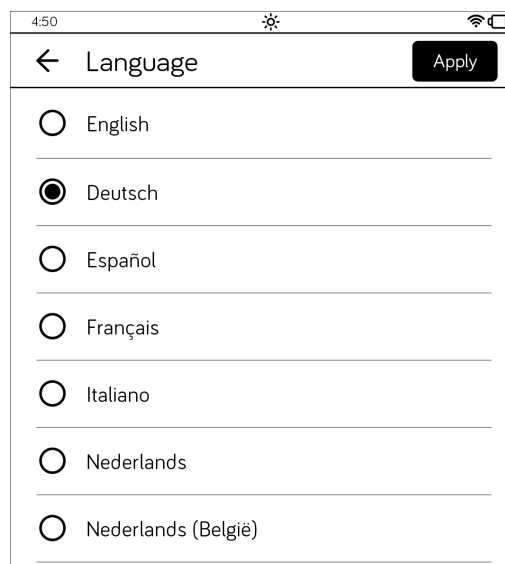 4:50
Language
Apply
English
Deutsch
Español
Français
Italiano
Nederlands
Nederlands (België)